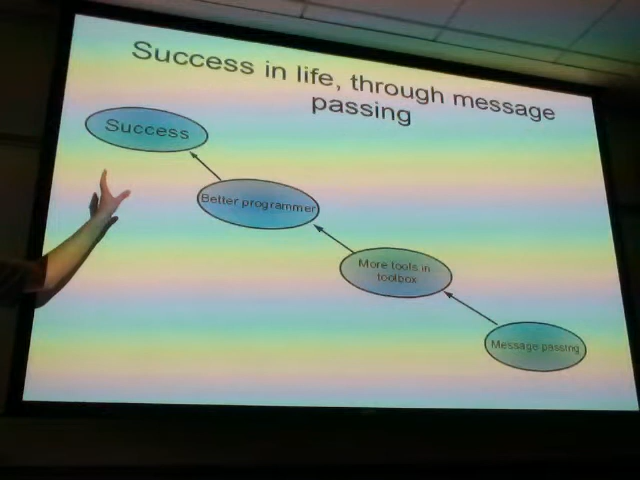 Success in life, through message
passing
Success
Better programmer
More tools in
toolbox
Message passing